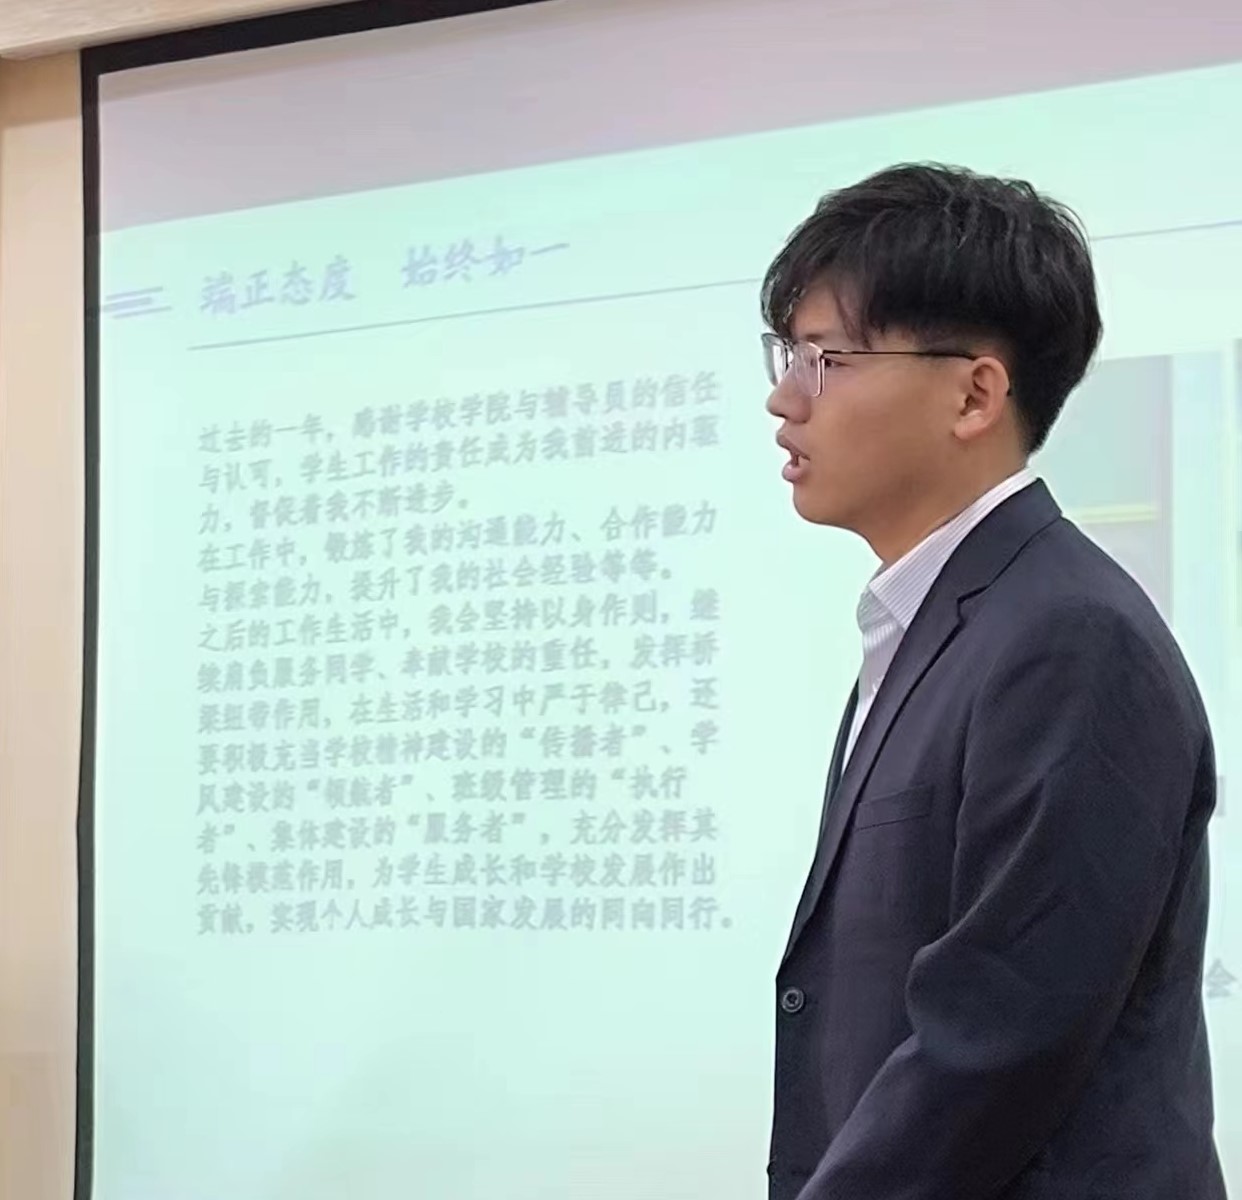 端正态度 始终如一
过去的一年，感谢学校学院与辅导员的信任
与认可，学生工作的责任成为我前进的内驱
力，督促着我不断进步。
在工作中，锻炼了我的沟通能力、合作能力
与探索能力，提升了我的社会经验等等。
之后的工作生活中，我会坚持以身作则，继
续肩负服务同学、奉献学校的重任，发挥桥
梁纽带作用，在生活和学习中严于律己，还
要积极充当学校精神建设的“传播者”、学
风建设的“领航者”、班级管理的“执行
者”、集体建设的“服务者”，充分发挥其
先锋模范作用，为学生成长和学校发展作出
贡献，实现个人成长与国家发展的同向同行。
会